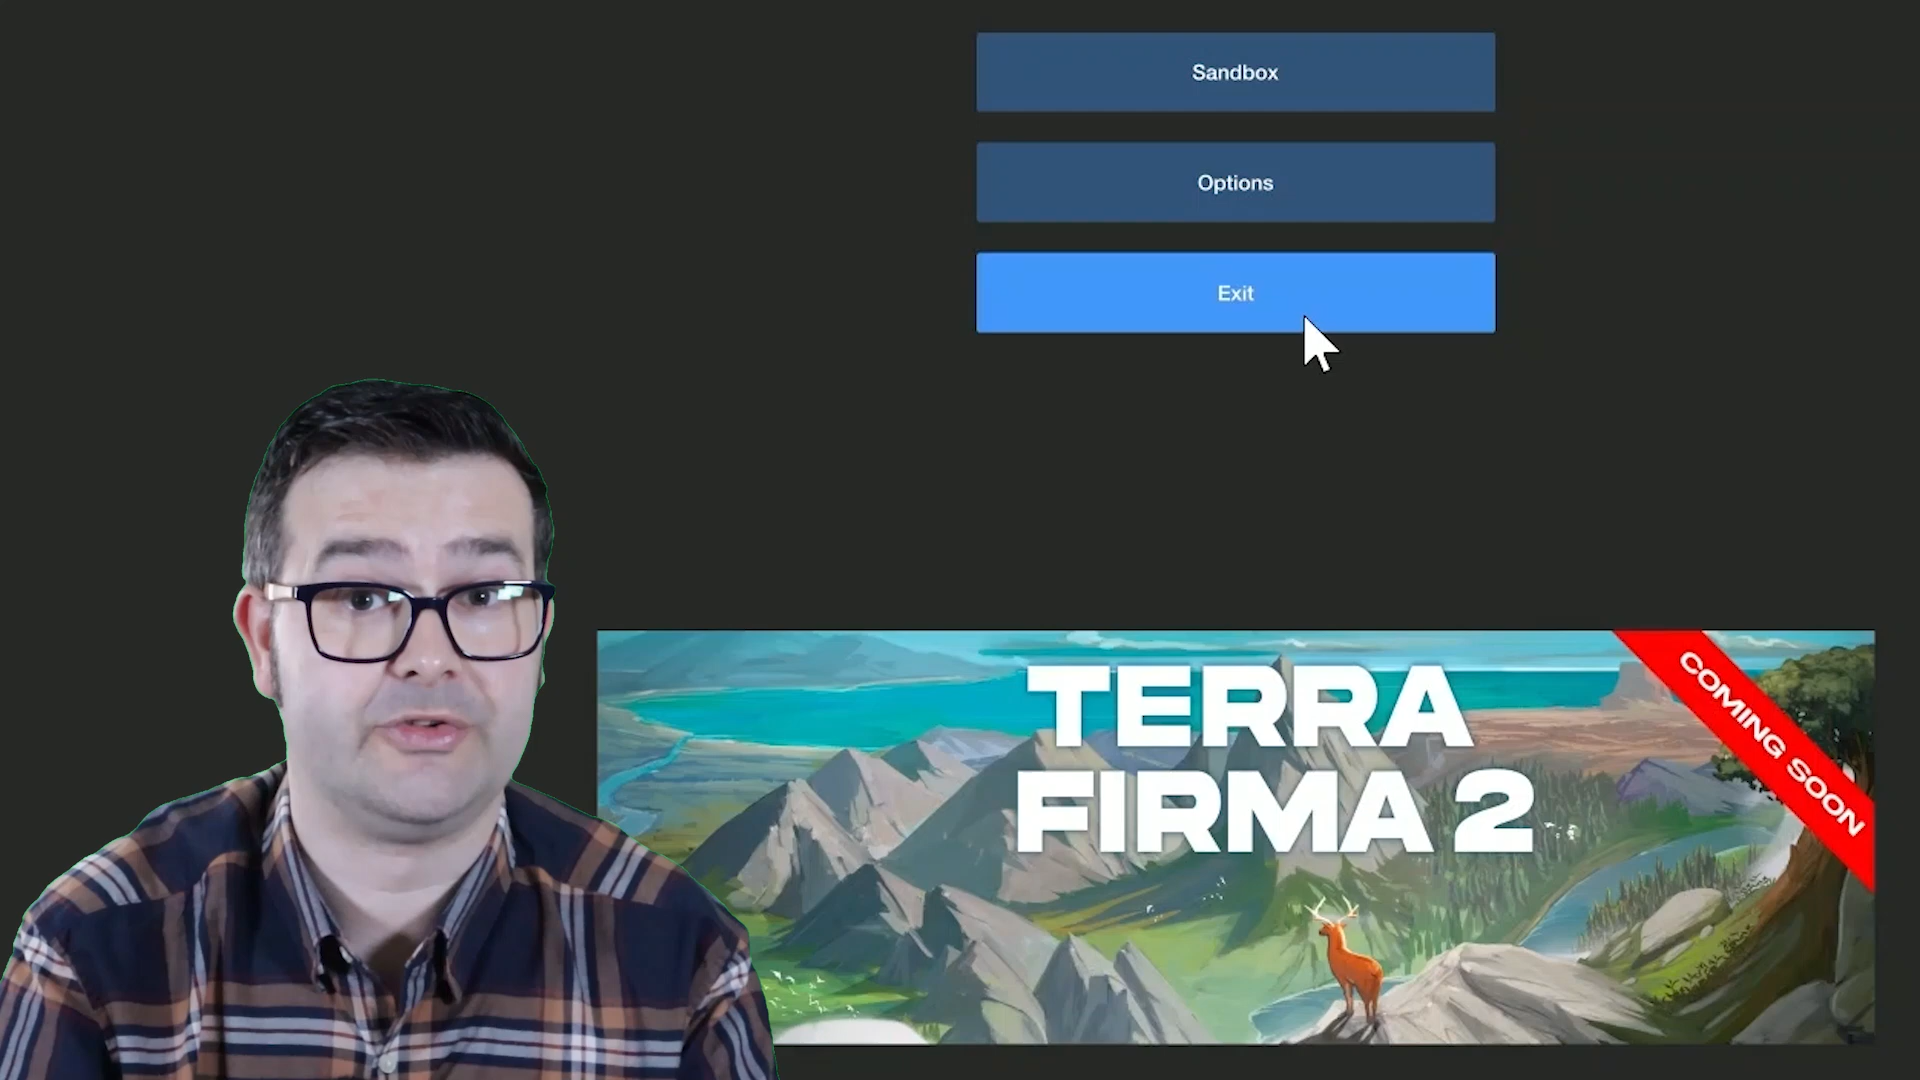 Sandbox
Options
Exit
TERRA
FIRMA 2
COMING SOON